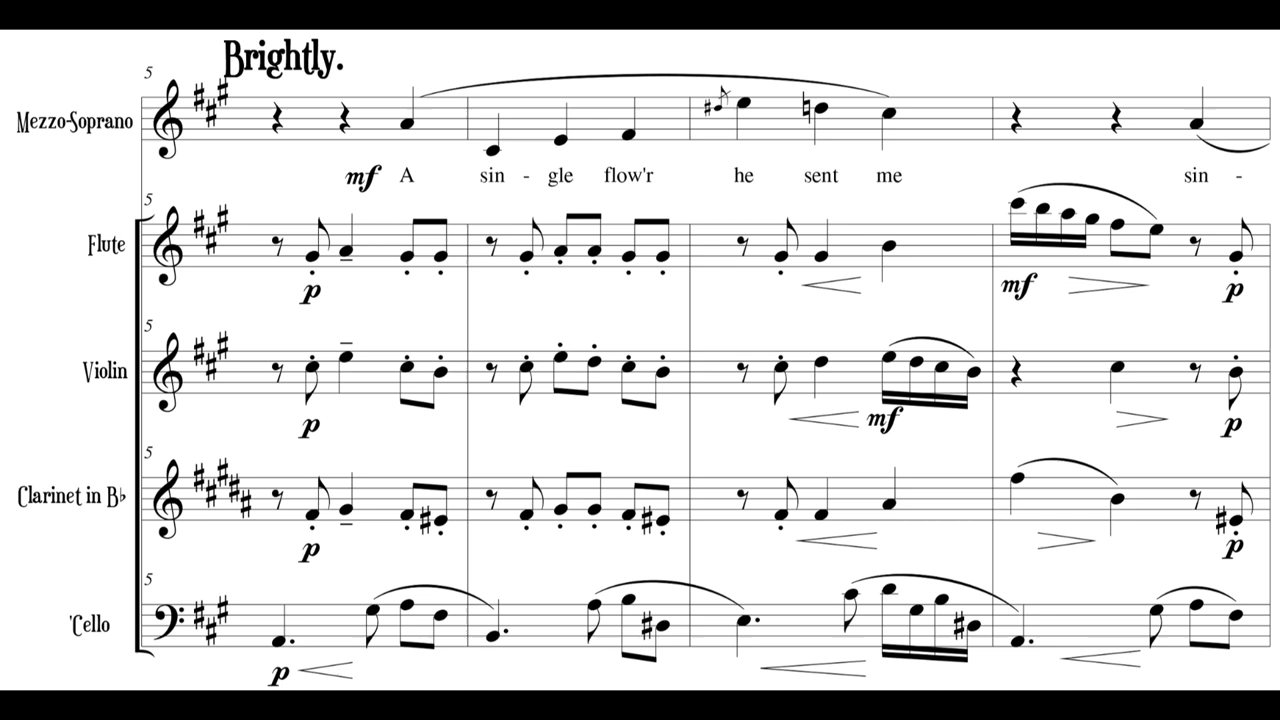 Brightly.
5
Mezzo-Soprano
mf A sin - gle flow'r he sent me sin -
5
Flute
p mf p
5
Violin
p mf p
5
Clarinet in B♭
p p
5
'Cello
p